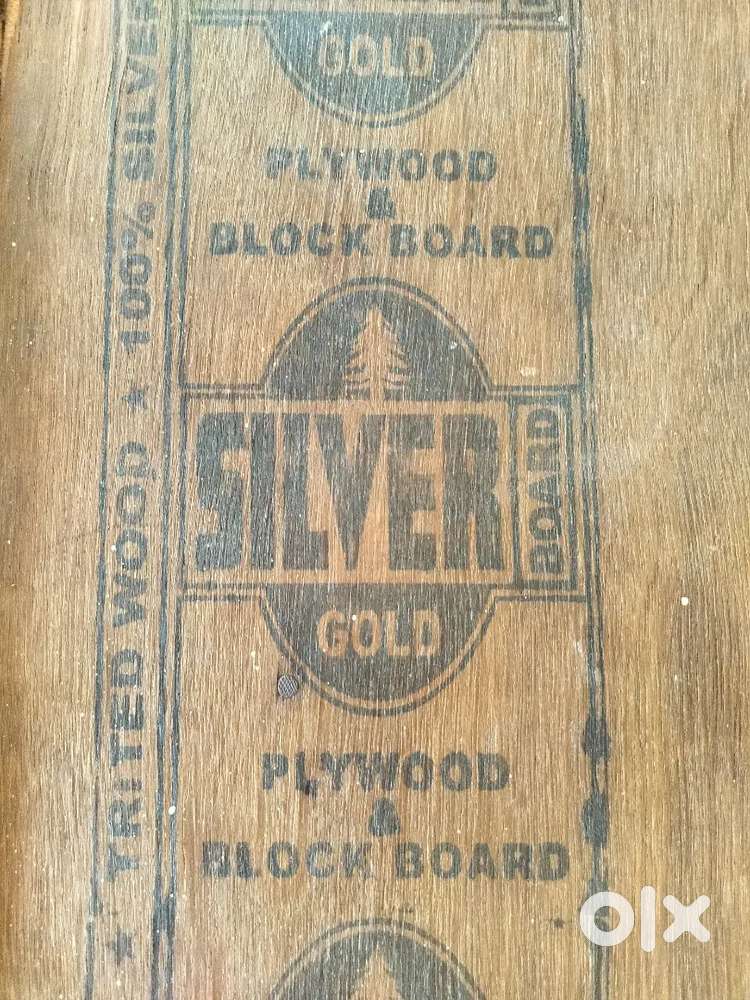 GOLD
PLYWOOD
&
BLOCK BOARD
SILVER
BOARD
GOLD
PLYWOOD
&
BLOCK BOARD
★ TRITED WOOD ★ 100% SILVER
olx